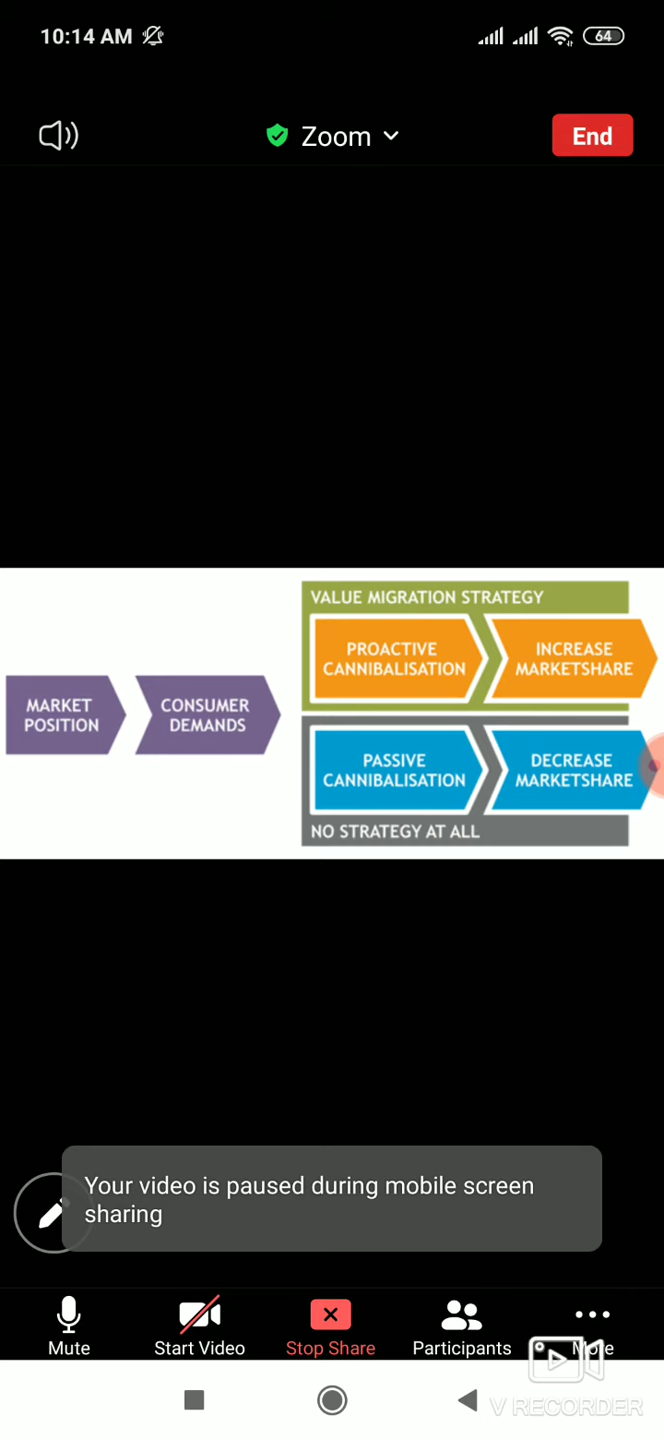 10:14 AM
64
Zoom
End
MARKET
POSITION
CONSUMER
DEMANDS
VALUE MIGRATION STRATEGY
PROACTIVE
CANNIBALISATION
INCREASE
MARKETSHARE
PASSIVE
CANNIBALISATION
DECREASE
MARKETSHARE
NO STRATEGY AT ALL
Your video is paused during mobile screen
sharing
Mute
Start Video
Stop Share
Participants
More
V RECORDER